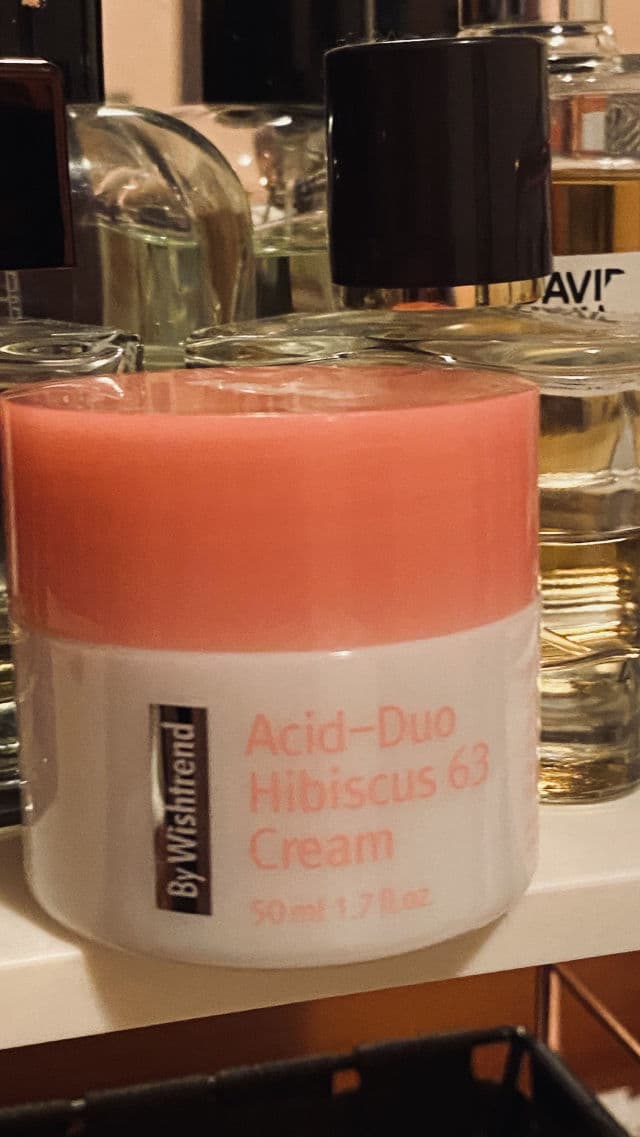 By Wishtrend
Acid-Duo
Hibiscus 63
Cream
50ml 1.7 fl.oz.